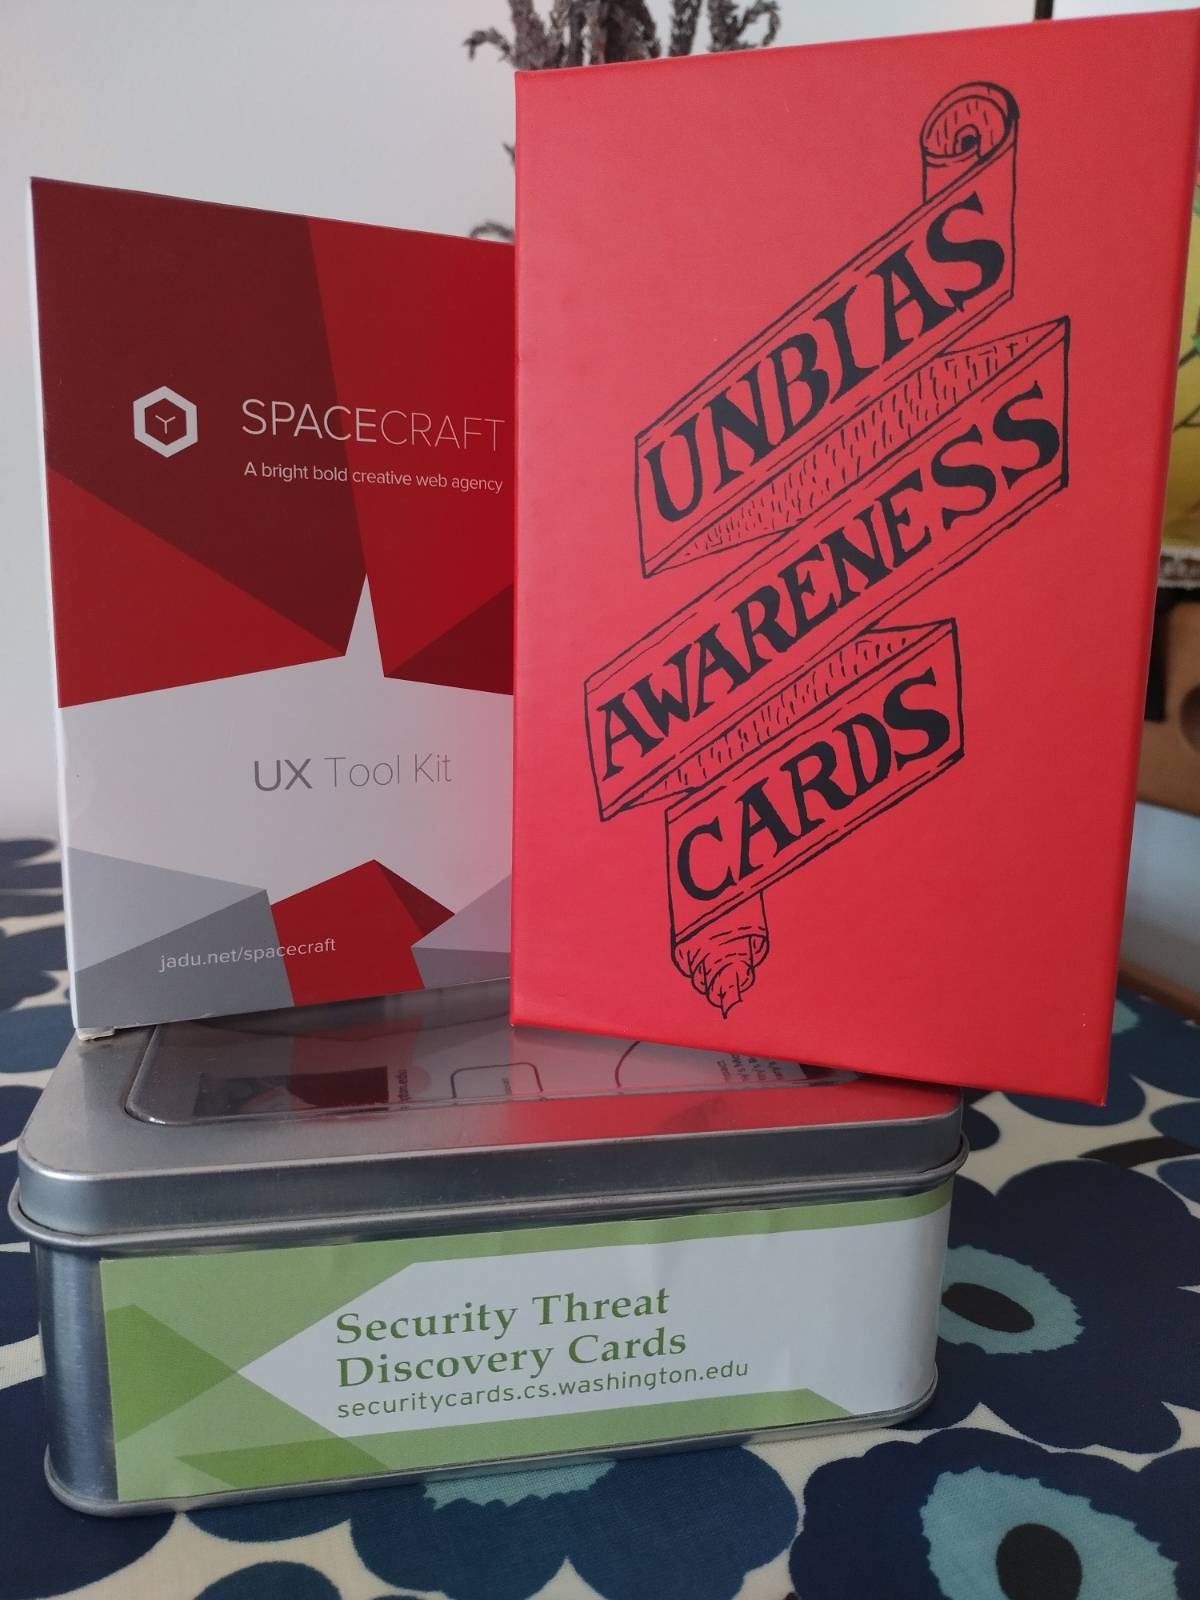 SPACECRAFT
A bright bold creative web agency
UX Tool Kit
jadu.net/spacecraft
UNBIAS
AWARENESS
CARDS
Security Threat
Discovery Cards
securitycards.cs.washington.edu